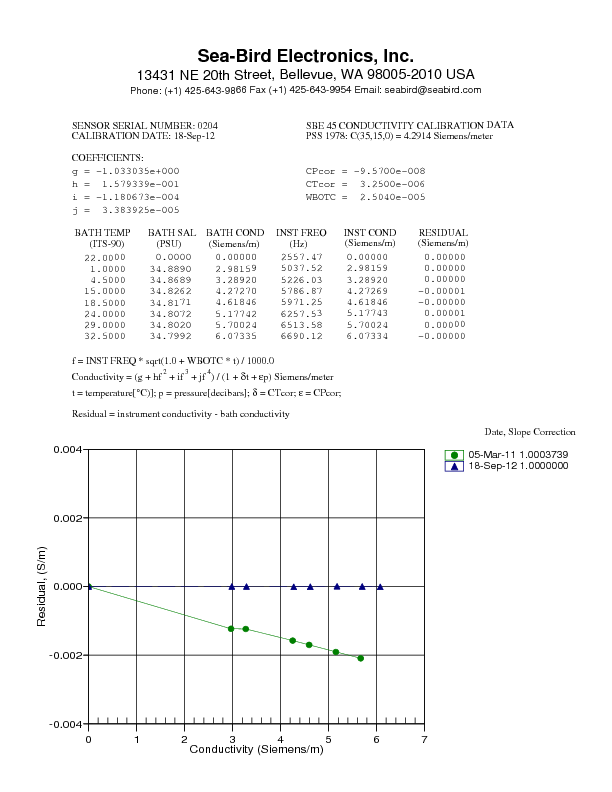 Sea-Bird Electronics, Inc.
13431 NE 20th Street, Bellevue, WA 98005-2010 USA
Phone: (+1) 425-643-9866 Fax (+1) 425-643-9954 Email: seabird@seabird.com
SENSOR SERIAL NUMBER: 0204
CALIBRATION DATE: 18-Sep-12
SBE 45 CONDUCTIVITY CALIBRATION DATA
PSS 1978: C(35,15,0) = 4.2914 Siemens/meter
COEFFICIENTS:
g = -1.033035e+000
h = 1.579339e-001
i = -1.180673e-004
j = 3.383925e-005
CPcor = -9.5700e-008
CTcor = 3.2500e-006
WBOTC = 2.5040e-005
BATH TEMP BATH SAL BATH COND INST FREQ INST COND RESIDUAL
(ITS-90) (PSU) (Siemens/m) (Hz) (Siemens/m) (Siemens/m)
22.0000 0.0000 0.00000 2557.47 0.00000 0.00000
1.0000 34.8890 2.98159 5037.52 2.98159 0.00000
4.5000 34.8689 3.28920 5226.03 3.28920 0.00000
15.0000 34.8262 4.27270 5786.87 4.27269 -0.00001
18.5000 34.8171 4.61846 5971.25 4.61846 -0.00000
24.0000 34.8072 5.17742 6257.53 5.17743 0.00001
29.0000 34.8020 5.70024 6513.58 5.70024 0.00000
32.5000 34.7992 6.07335 6690.12 6.07334 -0.00000
f = INST FREQ * sqrt(1.0 + WBOTC * t) / 1000.0
Conductivity = (g + hf² + if³ + jf⁴) / (1 + δt + εp) Siemens/meter
t = temperature[°C)]; p = pressure[decibars]; δ = CTcor; ε = CPcor;
Residual = instrument conductivity - bath conductivity
Date, Slope Correction
05-Mar-11 1.0003739
18-Sep-12 1.0000000
0.004
0.002
0.000
-0.002
-0.004
Residual, (S/m)
0 1 2 3 4 5 6 7
Conductivity (Siemens/m)